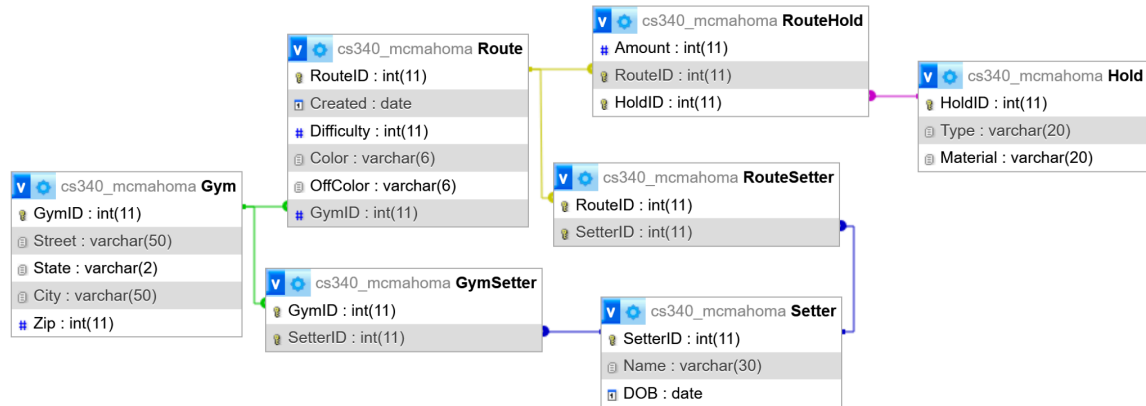 v cs340_mcmahoma Gym
GymID : int(11)
Street : varchar(50)
State : varchar(2)
City : varchar(50)
# Zip : int(11)
v cs340_mcmahoma Route
RouteID : int(11)
Created : date
# Difficulty : int(11)
Color : varchar(6)
OffColor : varchar(6)
# GymID : int(11)
v cs340_mcmahoma GymSetter
GymID : int(11)
SetterID : int(11)
v cs340_mcmahoma RouteHold
# Amount : int(11)
RouteID : int(11)
HoldID : int(11)
v cs340_mcmahoma RouteSetter
RouteID : int(11)
SetterID : int(11)
v cs340_mcmahoma Setter
SetterID : int(11)
Name : varchar(30)
DOB : date
v cs340_mcmahoma Hold
HoldID : int(11)
Type : varchar(20)
Material : varchar(20)